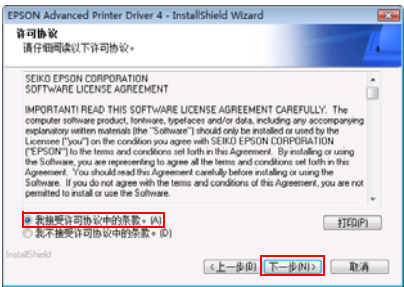 EPSON Advanced Printer Driver 4 - InstallShield Wizard
许可协议
请仔细阅读以下许可协议。
SEIKO EPSON CORPORATION
SOFTWARE LICENSE AGREEMENT
IMPORTANT! READ THIS SOFTWARE LICENSE AGREEMENT CAREFULLY. The
computer software product, fontware, typefaces and/or data, including any accompanying
explanatory written materials (the "Software") should only be installed or used by the
Licensee ("you") on the condition you agree with SEIKO EPSON CORPORATION
("EPSON") to the terms and conditions set forth in this Agreement. By installing or using
the Software, you are representing to agree all the terms and conditions set forth in this
Agreement. You should read this Agreement carefully before installing or using the
Software. If you do not agree with the terms and conditions of this Agreement, you are not
permitted to install or use the Software.
我接受许可协议中的条款。(A)
我不接受许可协议中的条款。(D)
打印(P)
InstallShield
<上一步(B)
下一步(N)>
取消